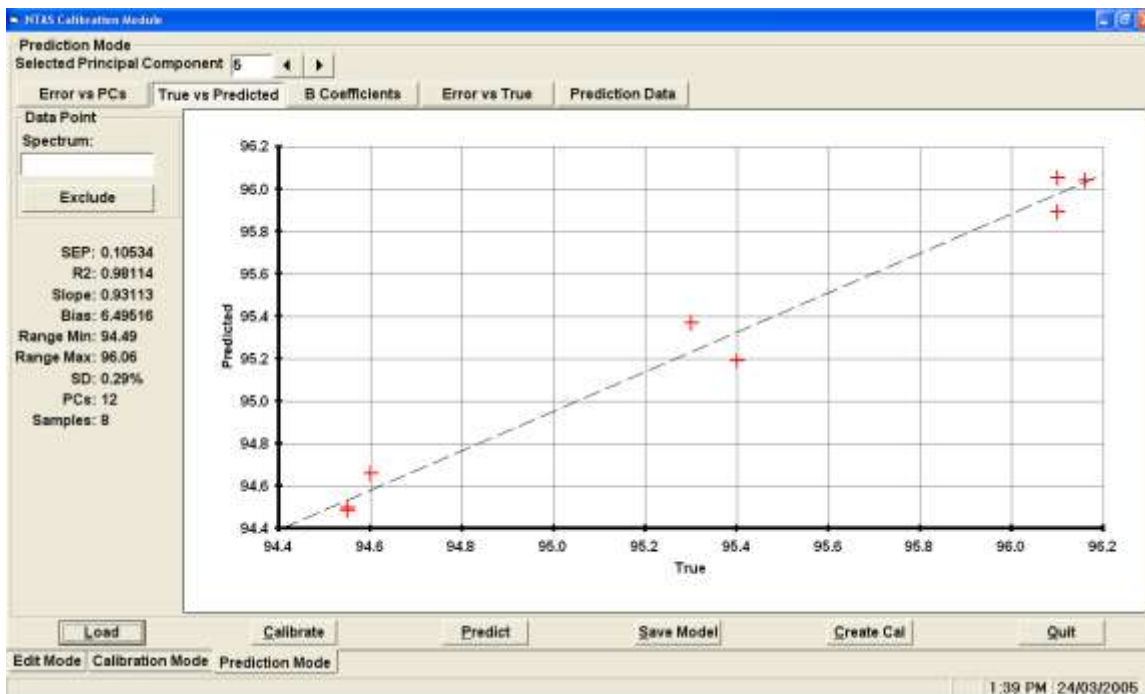 NTAS Calibration Module
Prediction Mode
Selected Principal Component 6
Error vs PCs True vs Predicted B Coefficients Error vs True Prediction Data
Data Point
Spectrum:
Exclude
SEP: 0.10534
R2: 0.98114
Slope: 0.93113
Bias: 6.49516
Range Min: 94.49
Range Max: 96.06
SD: 0.29%
PCs: 12
Samples: 8
96.2
96.0
95.8
95.6
95.4
95.2
95.0
94.8
94.6
94.4
Predicted
94.4 94.6 94.8 95.0 95.2 95.4 95.6 95.8 96.0 96.2
True
Load Calibrate Predict Save Model Create Cal Quit
Edit Mode Calibration Mode Prediction Mode
1:39 PM 24/03/2005